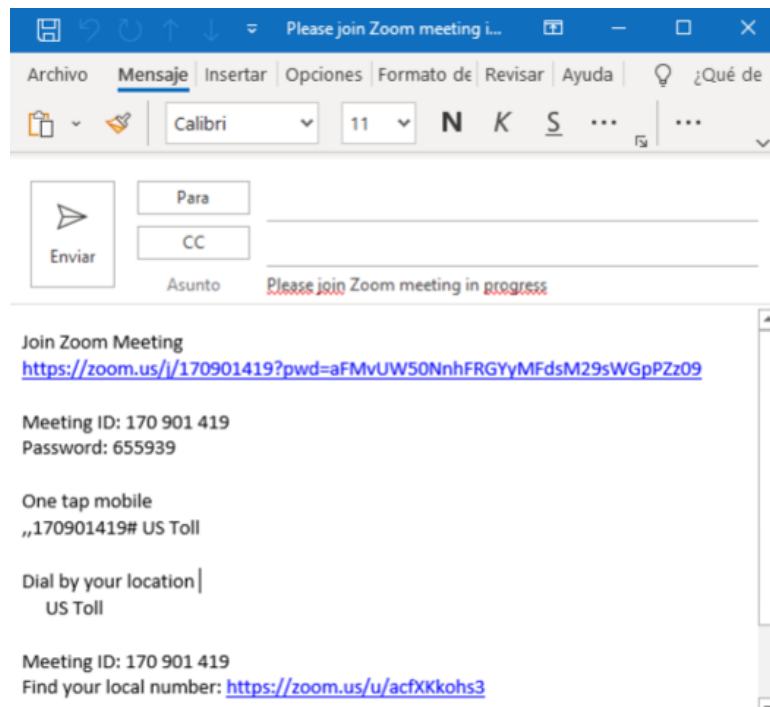 Please join Zoom meeting i...
Archivo Mensaje Insertar Opciones Formato de Revisar Ayuda ¿Qué de
Calibri 11 N K S ... ...
Enviar
Para
CC
Asunto Please join Zoom meeting in progress
Join Zoom Meeting
https://zoom.us/j/170901419?pwd=aFMvUW50NnhFRGYyMFdsM29sWGpPZz09
Meeting ID: 170 901 419
Password: 655939
One tap mobile
,,170901419# US Toll
Dial by your location
US Toll
Meeting ID: 170 901 419
Find your local number: https://zoom.us/u/acfXKkohs3